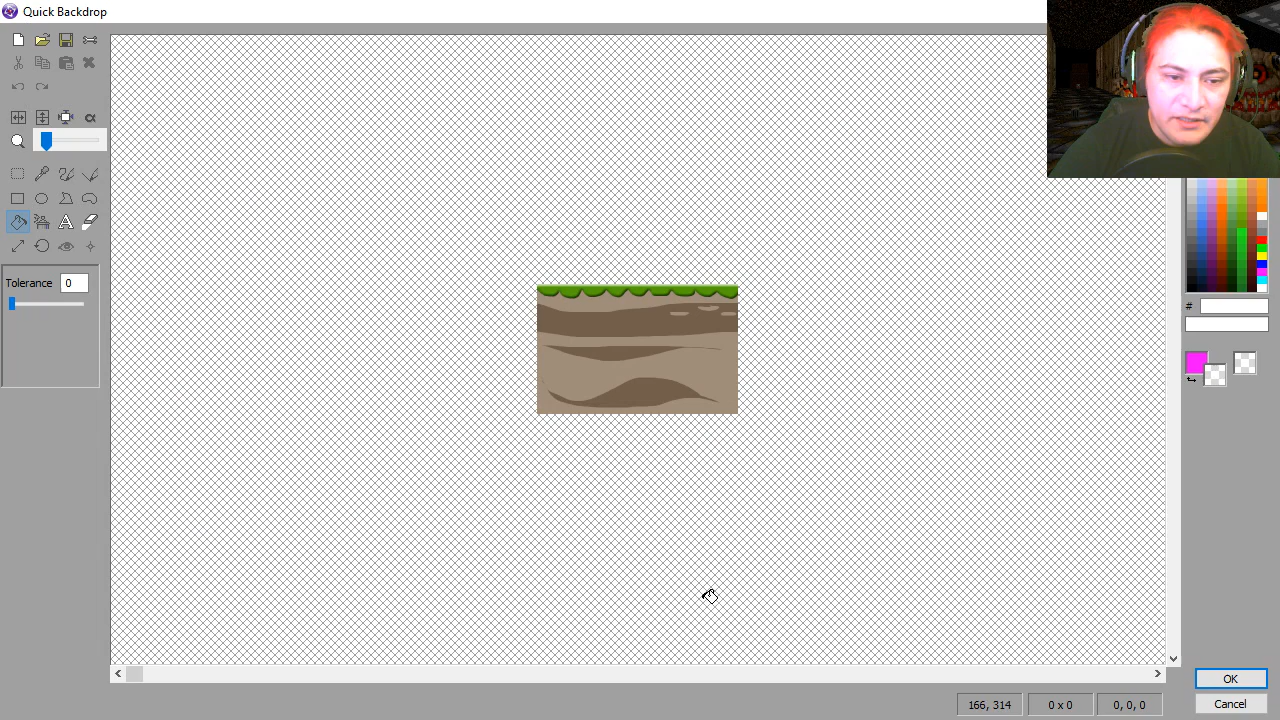 Quick Backdrop
Tolerance
0
#
166, 314
0 x 0
0, 0, 0
OK
Cancel